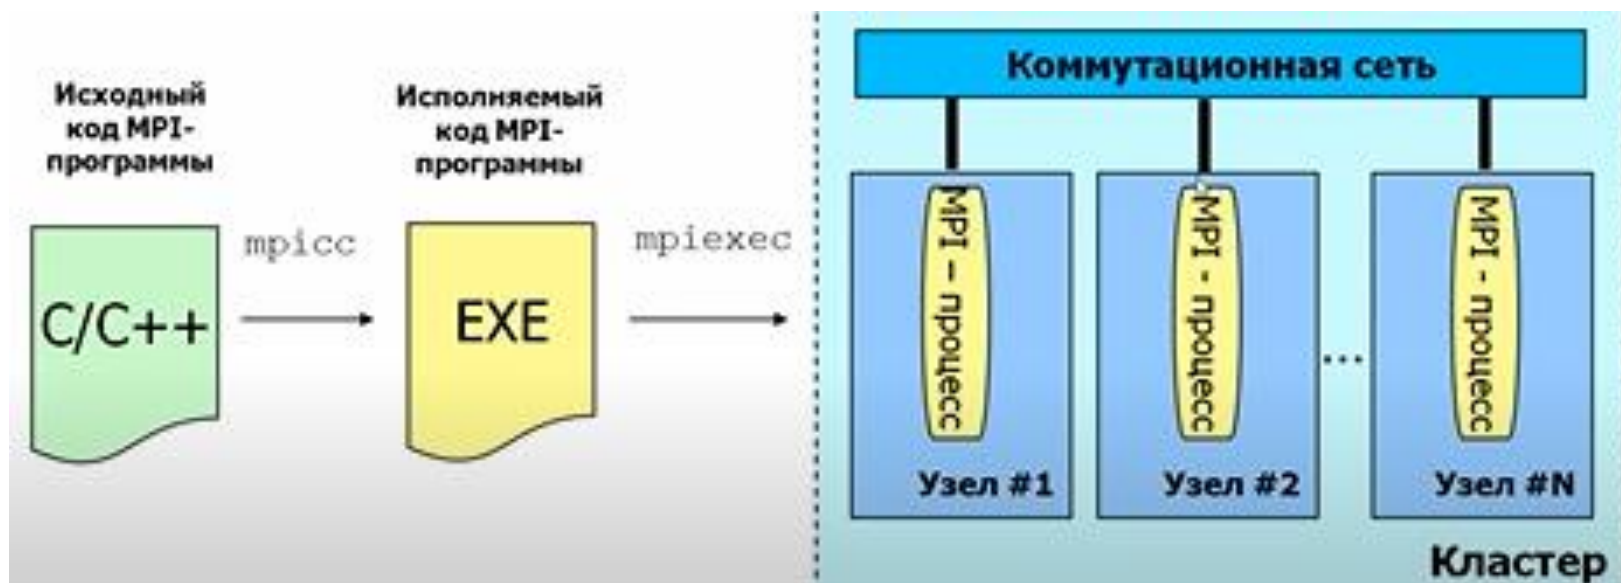 Исходный
код MPI-
программы
C/C++
mpicc
Исполняемый
код MPI-
программы
EXE
mpiexec
Коммутационная сеть
MPI – процесс
Узел #1
MPI - процесс
Узел #2
...
MPI - процесс
Узел #N
Кластер